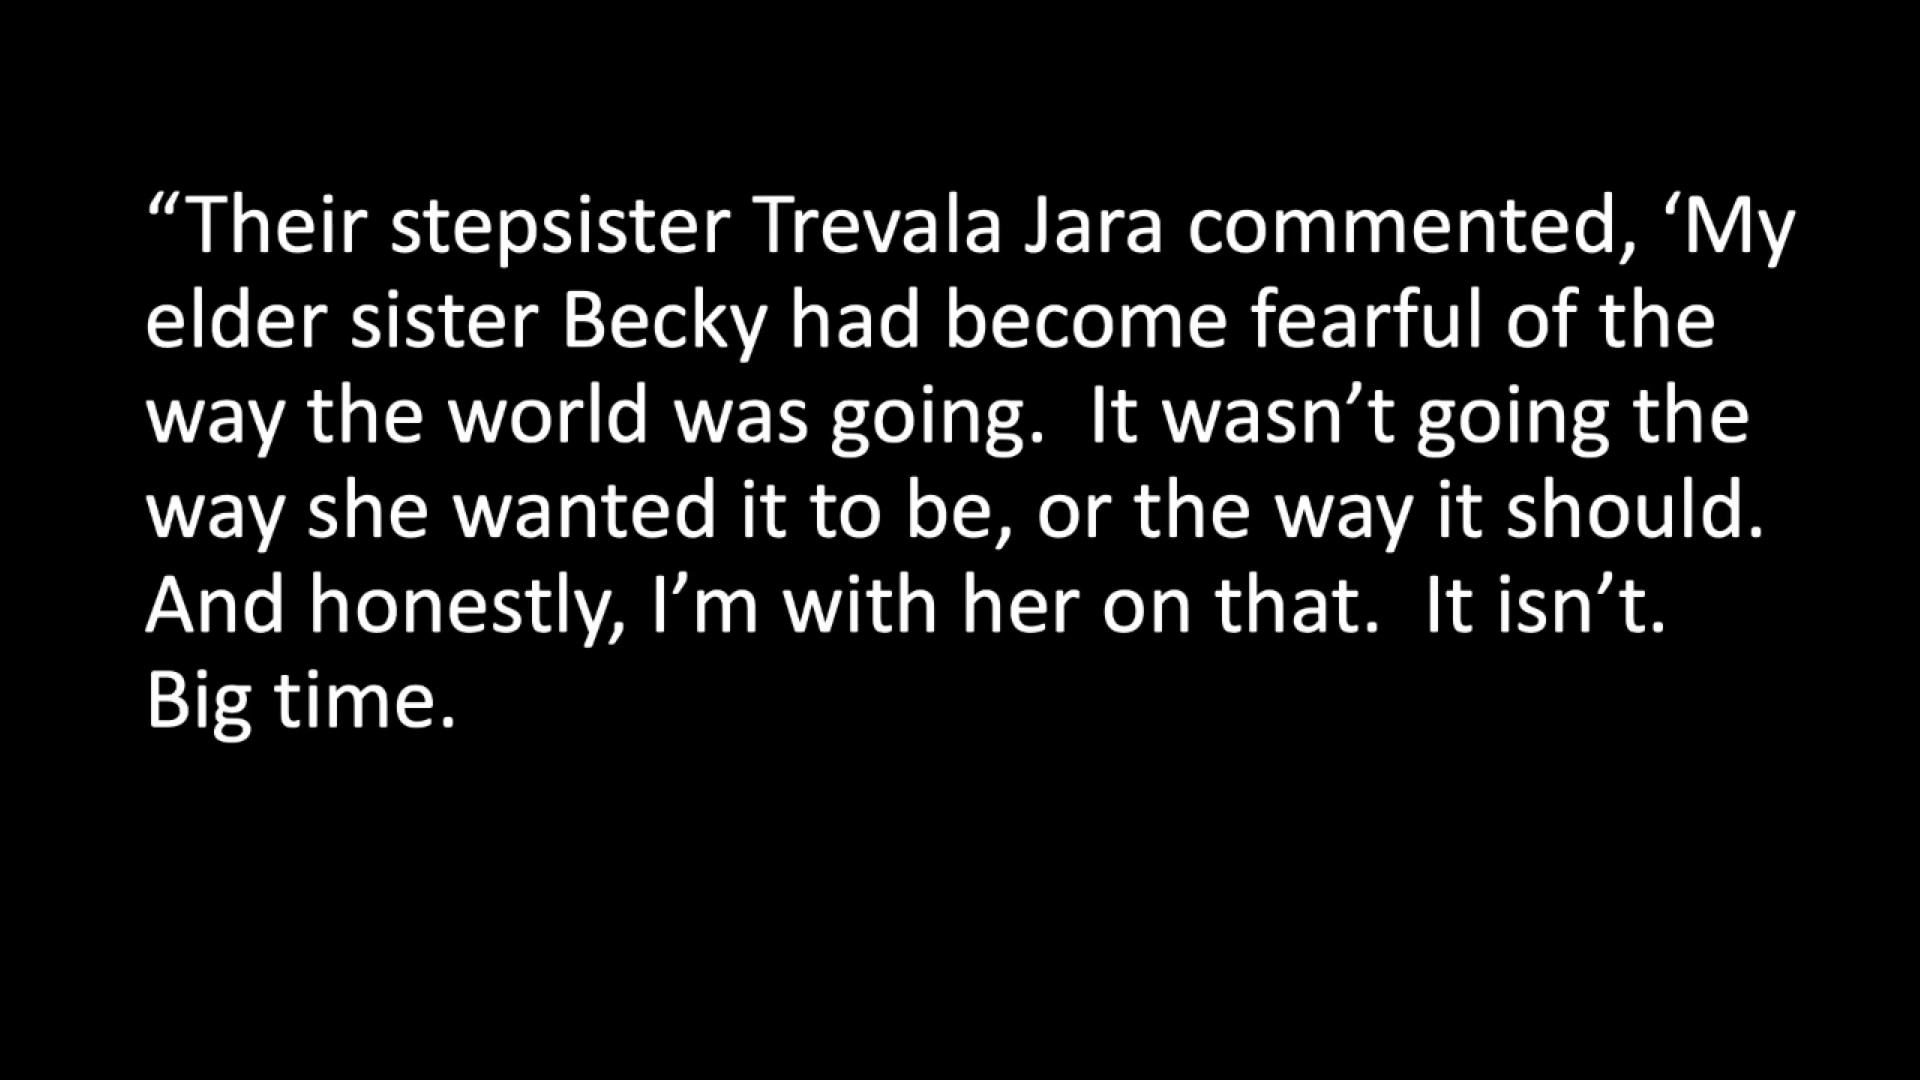 “Their stepsister Trevala Jara commented, ‘My
elder sister Becky had become fearful of the
way the world was going.  It wasn’t going the
way she wanted it to be, or the way it should.
And honestly, I’m with her on that.  It isn’t.
Big time.